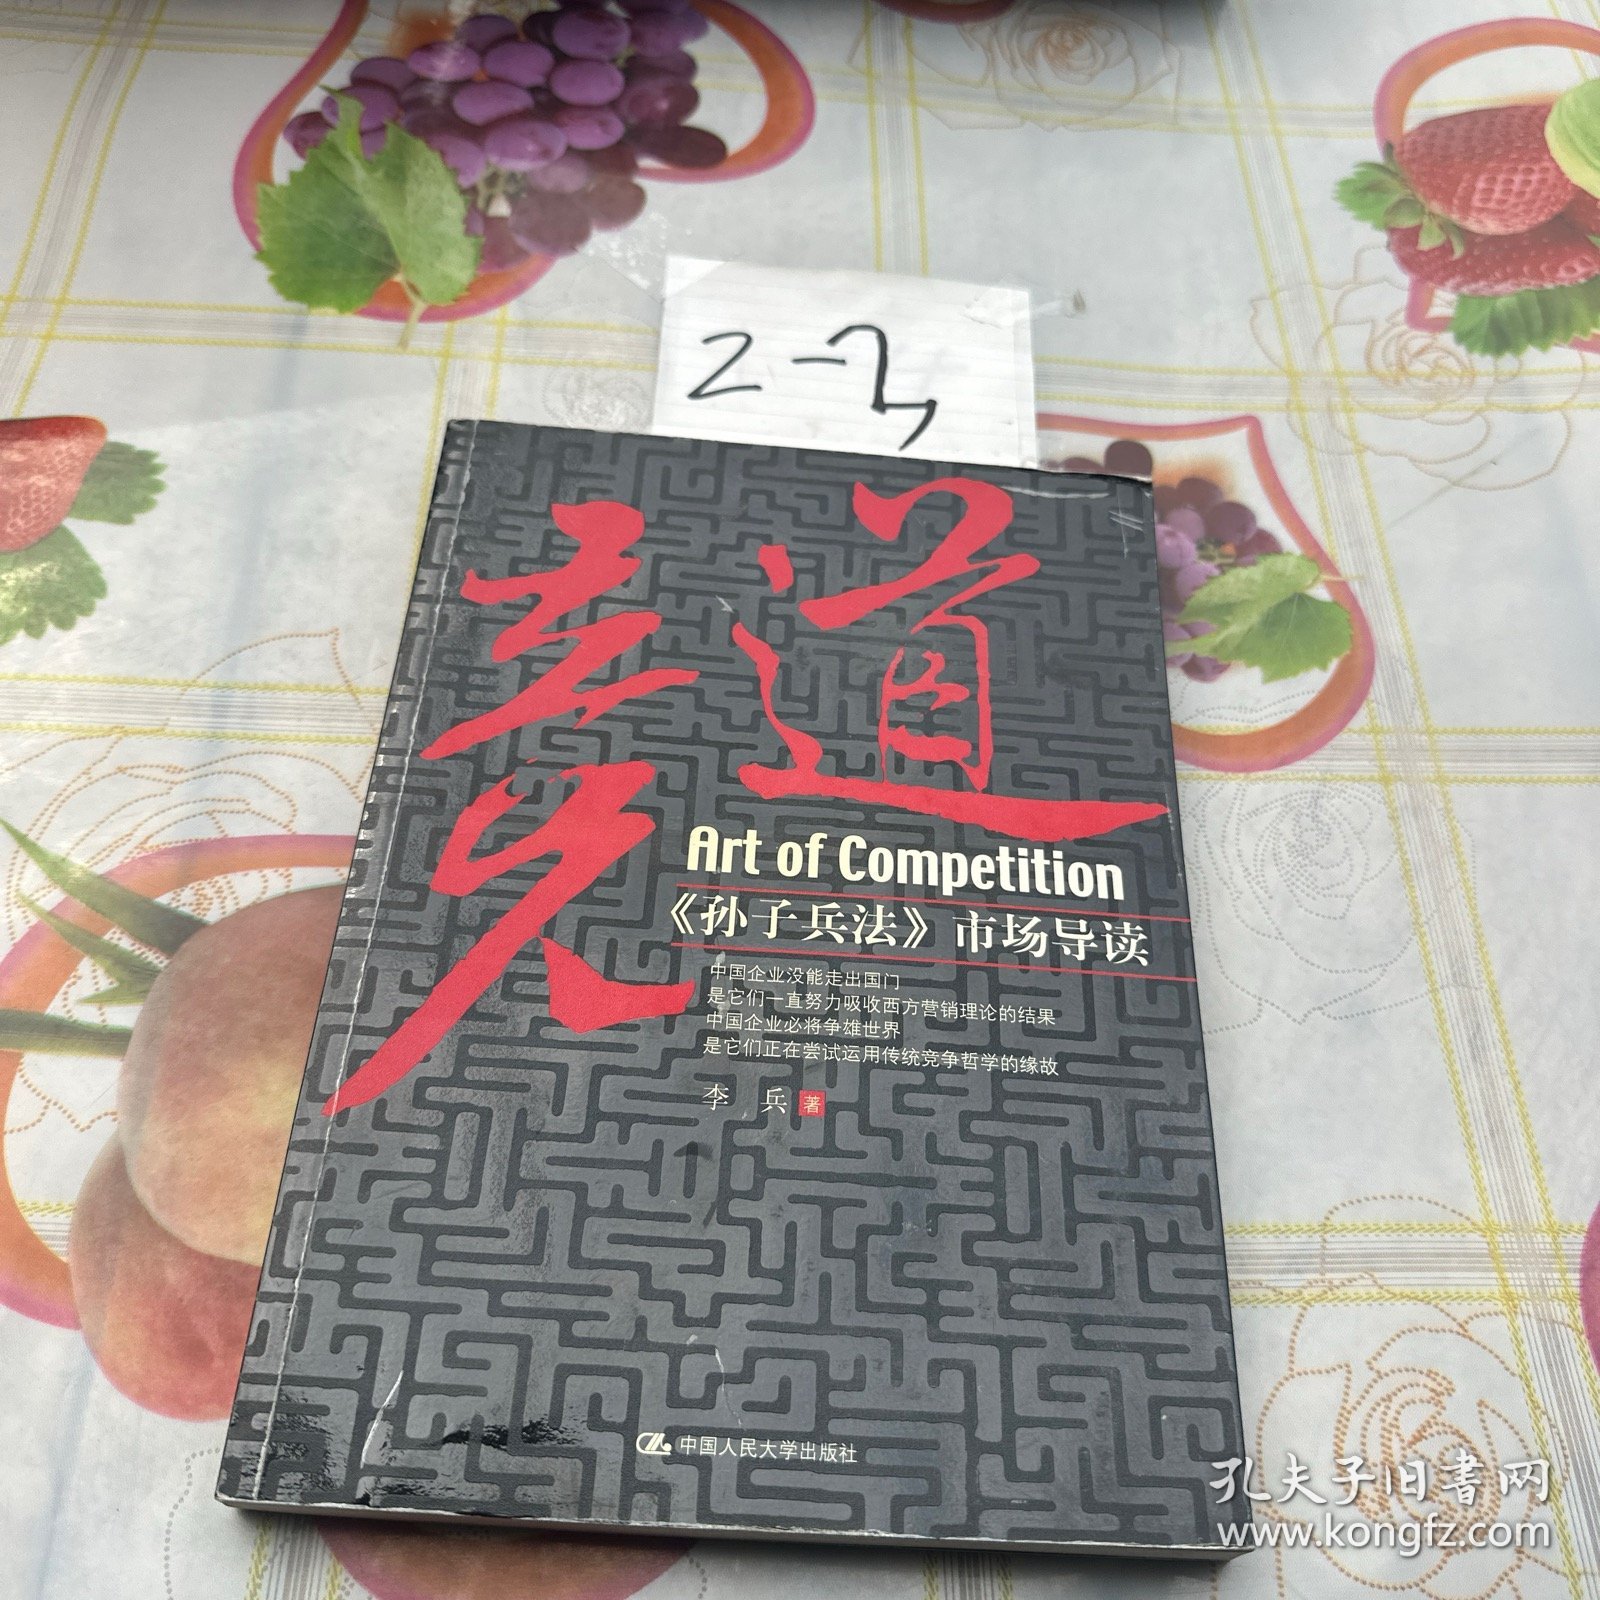 竞道
Art of Competition
《孙子兵法》市场导读
中国企业没能走出国门
是它们一直努力吸收西方营销理论的结果
中国企业必将争雄世界
是它们正在尝试运用传统竞争哲学的缘故
李 兵 著
中国人民大学出版社
孔夫子旧書网
www.kongfz.com